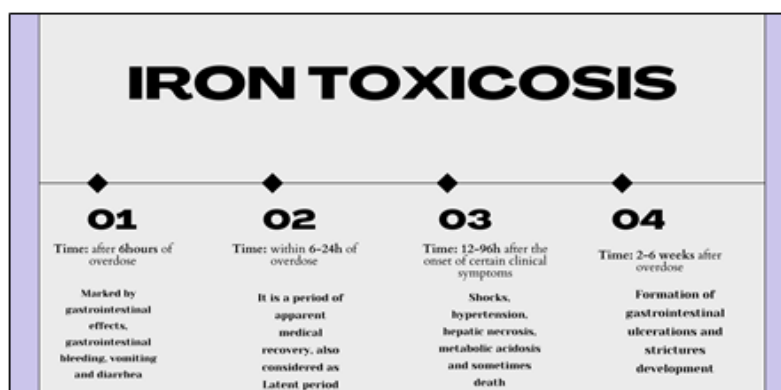 IRON TOXICOSIS
01
Time: after 6hours of
overdose
Marked by
gastrointestinal
effects,
gastrointestinal
bleeding, vomiting
and diarrhea
02
Time: within 6-24h of
overdose
It is a period of
apparent
medical
recovery, also
considered as
Latent period
03
Time: 12-96h after the
onset of certain clinical
symptoms
Shocks,
hypertension,
hepatic necrosis,
metabolic acidosis
and sometimes
death
04
Time: 2-6 weeks after
overdose
Formation of
gastrointestinal
ulcerations and
strictures
development